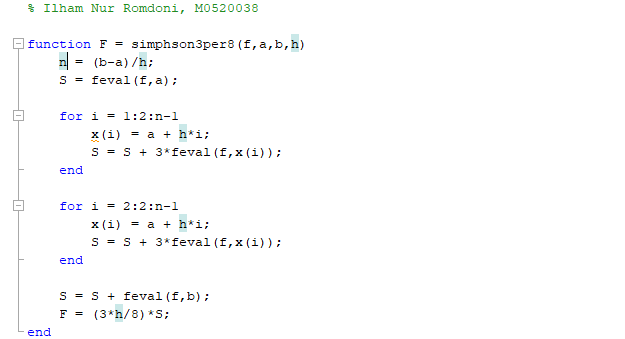 % Ilham Nur Romdoni, M0520038
function F = simphson3per8(f,a,b,h)
n = (b-a)/h;
S = feval(f,a);
for i = 1:2:n-1
x(i) = a + h*i;
S = S + 3*feval(f,x(i));
end
for i = 2:2:n-1
x(i) = a + h*i;
S = S + 3*feval(f,x(i));
end
S = S + feval(f,b);
F = (3*h/8)*S;
end